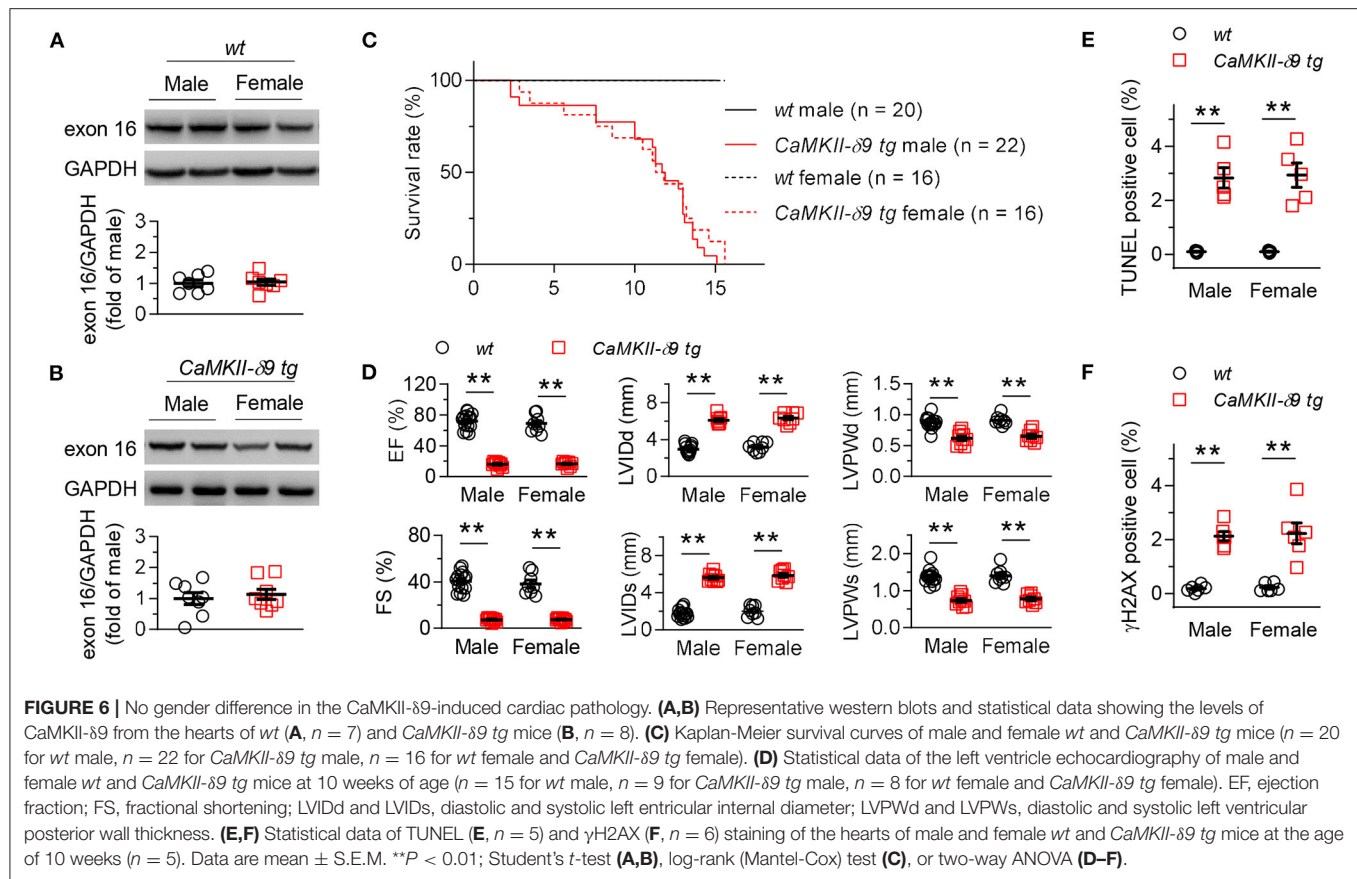 A
wt
Male Female
exon 16
GAPDH
exon 16/GAPDH
(fold of male)
3
2
1
0
B
CaMKII-δ9 tg
Male Female
exon 16
GAPDH
exon 16/GAPDH
(fold of male)
3
2
1
0
Male Female
C
Survival rate (%)
100
50
0
0 5 10 15
wt male (n = 20)
CaMKII-δ9 tg male (n = 22)
wt female (n = 16)
CaMKII-δ9 tg female (n = 16)
D
wt CaMKII-δ9 tg
EF (%)
120
80
40
0
** **
Male Female
LVIDd (mm)
9
6
3
0
** **
Male Female
LVPWd (mm)
1.5
1.0
0.5
0.0
** **
Male Female
FS (%)
80
40
0
** **
Male Female
LVIDs (mm)
9
6
3
0
** **
Male Female
LVPWs (mm)
2.0
1.5
1.0
0.5
0.0
** **
Male Female
E
wt
CaMKII-δ9 tg
TUNEL positive cell (%)
6
4
2
0
** **
Male Female
F
wt
CaMKII-δ9 tg
γH2AX positive cell (%)
6
4
2
0
** **
Male Female
FIGURE 6 | No gender difference in the CaMKII-δ9-induced cardiac pathology. (A,B) Representative western blots and statistical data showing the levels of
CaMKII-δ9 from the hearts of wt (A, n = 7) and CaMKII-δ9 tg mice (B, n = 8). (C) Kaplan-Meier survival curves of male and female wt and CaMKII-δ9 tg mice (n = 20
for wt male, n = 22 for CaMKII-δ9 tg male, n = 16 for wt female and CaMKII-δ9 tg female). (D) Statistical data of the left ventricle echocardiography of male and
female wt and CaMKII-δ9 tg mice at 10 weeks of age (n = 15 for wt male, n = 9 for CaMKII-δ9 tg male, n = 8 for wt female and CaMKII-δ9 tg female). EF, ejection
fraction; FS, fractional shortening; LVIDd and LVIDs, diastolic and systolic left entricular internal diameter; LVPWd and LVPWs, diastolic and systolic left ventricular
posterior wall thickness. (E,F) Statistical data of TUNEL (E, n = 5) and γH2AX (F, n = 6) staining of the hearts of male and female wt and CaMKII-δ9 tg mice at the age
of 10 weeks (n = 5). Data are mean ± S.E.M. **P < 0.01; Student's t-test (A,B), log-rank (Mantel-Cox) test (C), or two-way ANOVA (D–F).